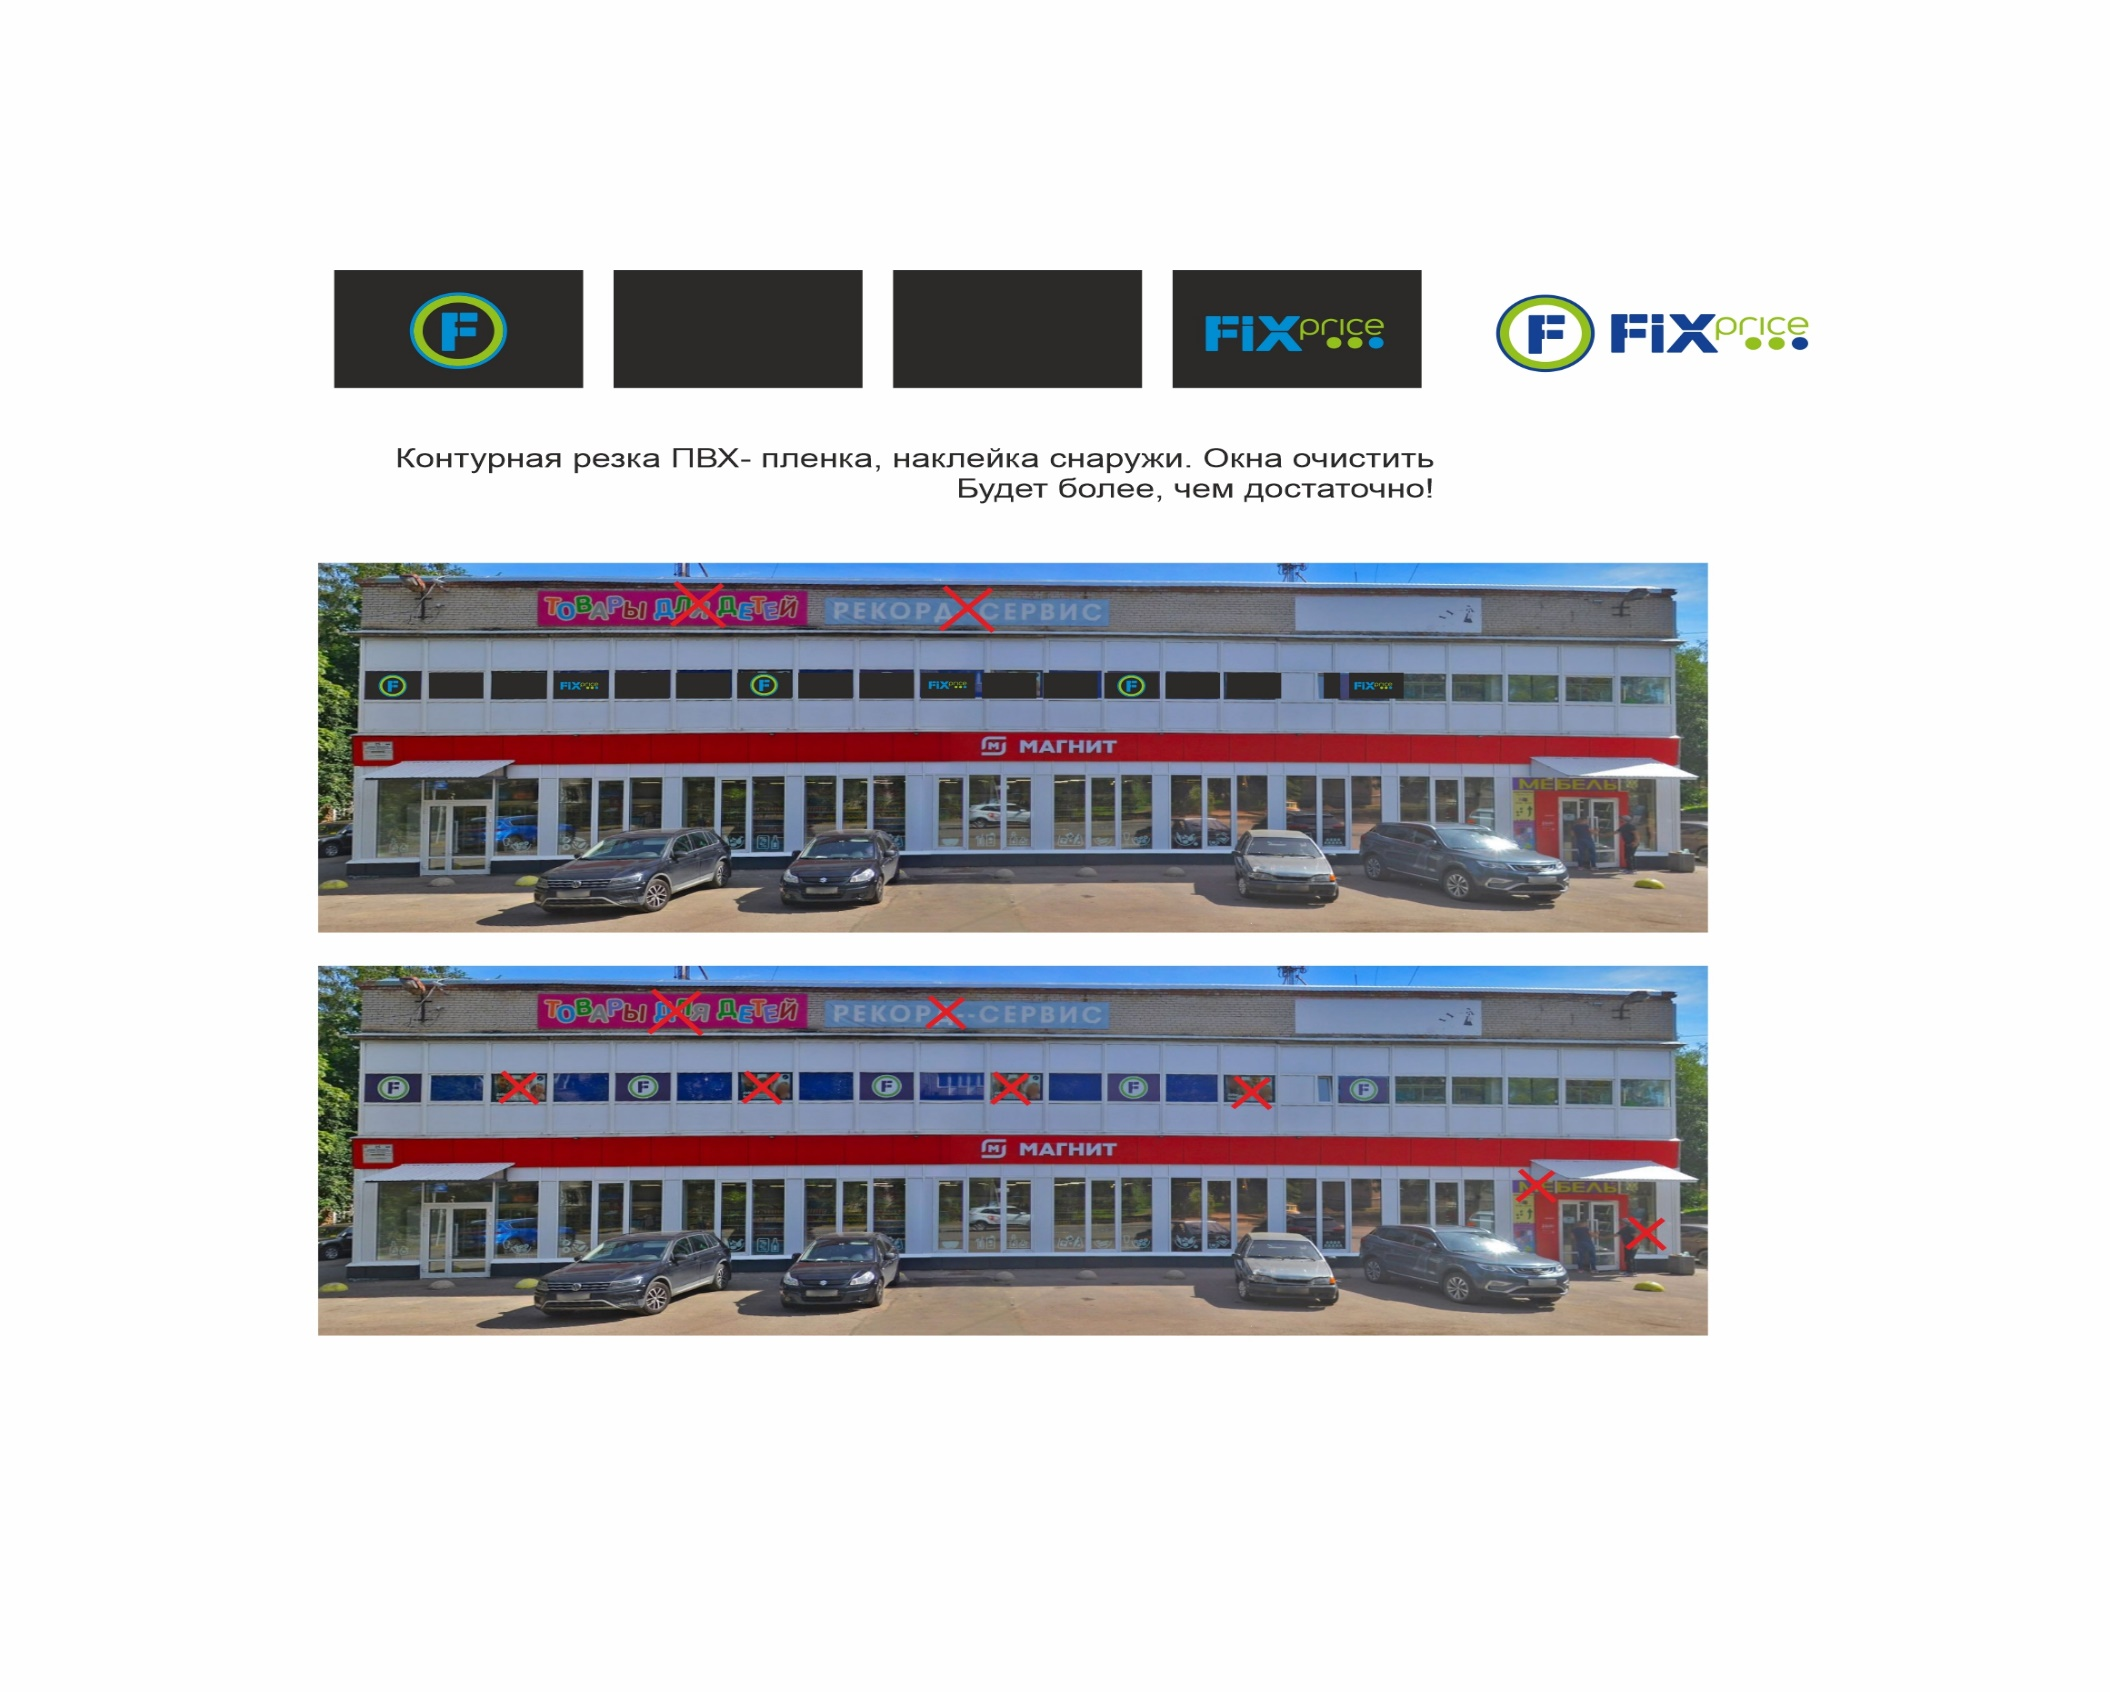 F
FiXprice
F FiXprice
Контурная резка ПВХ- пленка, наклейка снаружи. Окна очистить
Будет более, чем достаточно!
ТОВАРЫ ДЛЯ ДЕТЕЙ
РЕКОРД-СЕРВИС
F FiXprice F FiXprice F FiXprice
МАГНИТ
МЕБЕЛЬ
ТОВАРЫ ДЛЯ ДЕТЕЙ
РЕКОРД--СЕРВИС
F F F F F
МАГНИТ
МЕБЕЛЬ